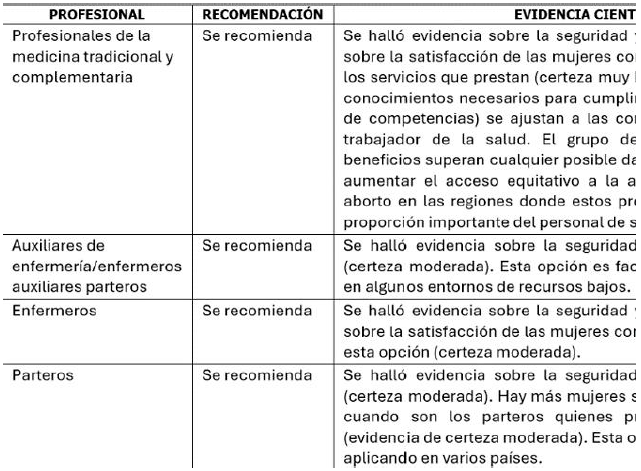 PROFESIONAL RECOMENDACIÓN EVIDENCIA CIENT
Profesionales de la
medicina tradicional y
complementaria
Se recomienda
Se halló evidencia sobre la seguridad y
sobre la satisfacción de las mujeres co
los servicios que prestan (certeza muy
conocimientos necesarios para cumpli
de competencias) se ajustan a las co
trabajador de la salud. El grupo de
beneficios superan cualquier posible da
aumentar el acceso equitativo a la a
aborto en las regiones donde estos pr
proporción importante del personal de s
Auxiliares de
enfermería/enfermeros
auxiliares parteros
Se recomienda
Se halló evidencia sobre la seguridad
(certeza moderada). Esta opción es fac
en algunos entornos de recursos bajos.
Enfermeros
Se recomienda
Se halló evidencia sobre la seguridad y
sobre la satisfacción de las mujeres co
esta opción (certeza moderada).
Parteros
Se recomienda
Se halló evidencia sobre la seguridad
(certeza moderada). Hay más mujeres s
cuando son los parteros quienes p
(evidencia de certeza moderada). Esta o
aplicando en varios países.